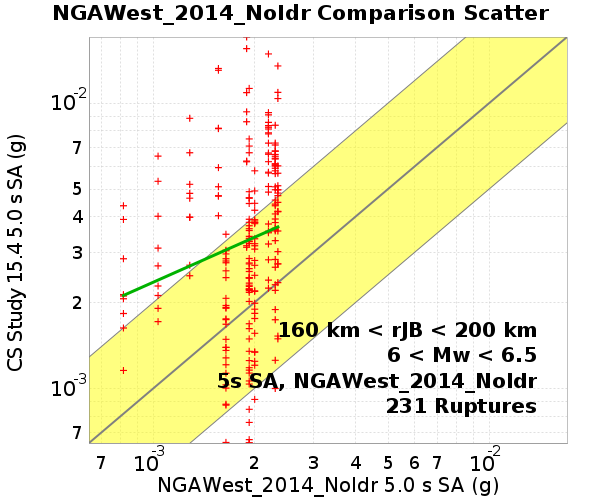 NGAWest_2014_NoIdr Comparison Scatter
CS Study 15.4 5.0 s SA (g)
10-2
7
5
4
3
2
10-3
7
160 km < rJB < 200 km
6 < Mw < 6.5
5s SA, NGAWest_2014_NoIdr
231 Ruptures
7 10-3 2 3 4 5 6 7 10-2
NGAWest_2014_NoIdr 5.0 s SA (g)